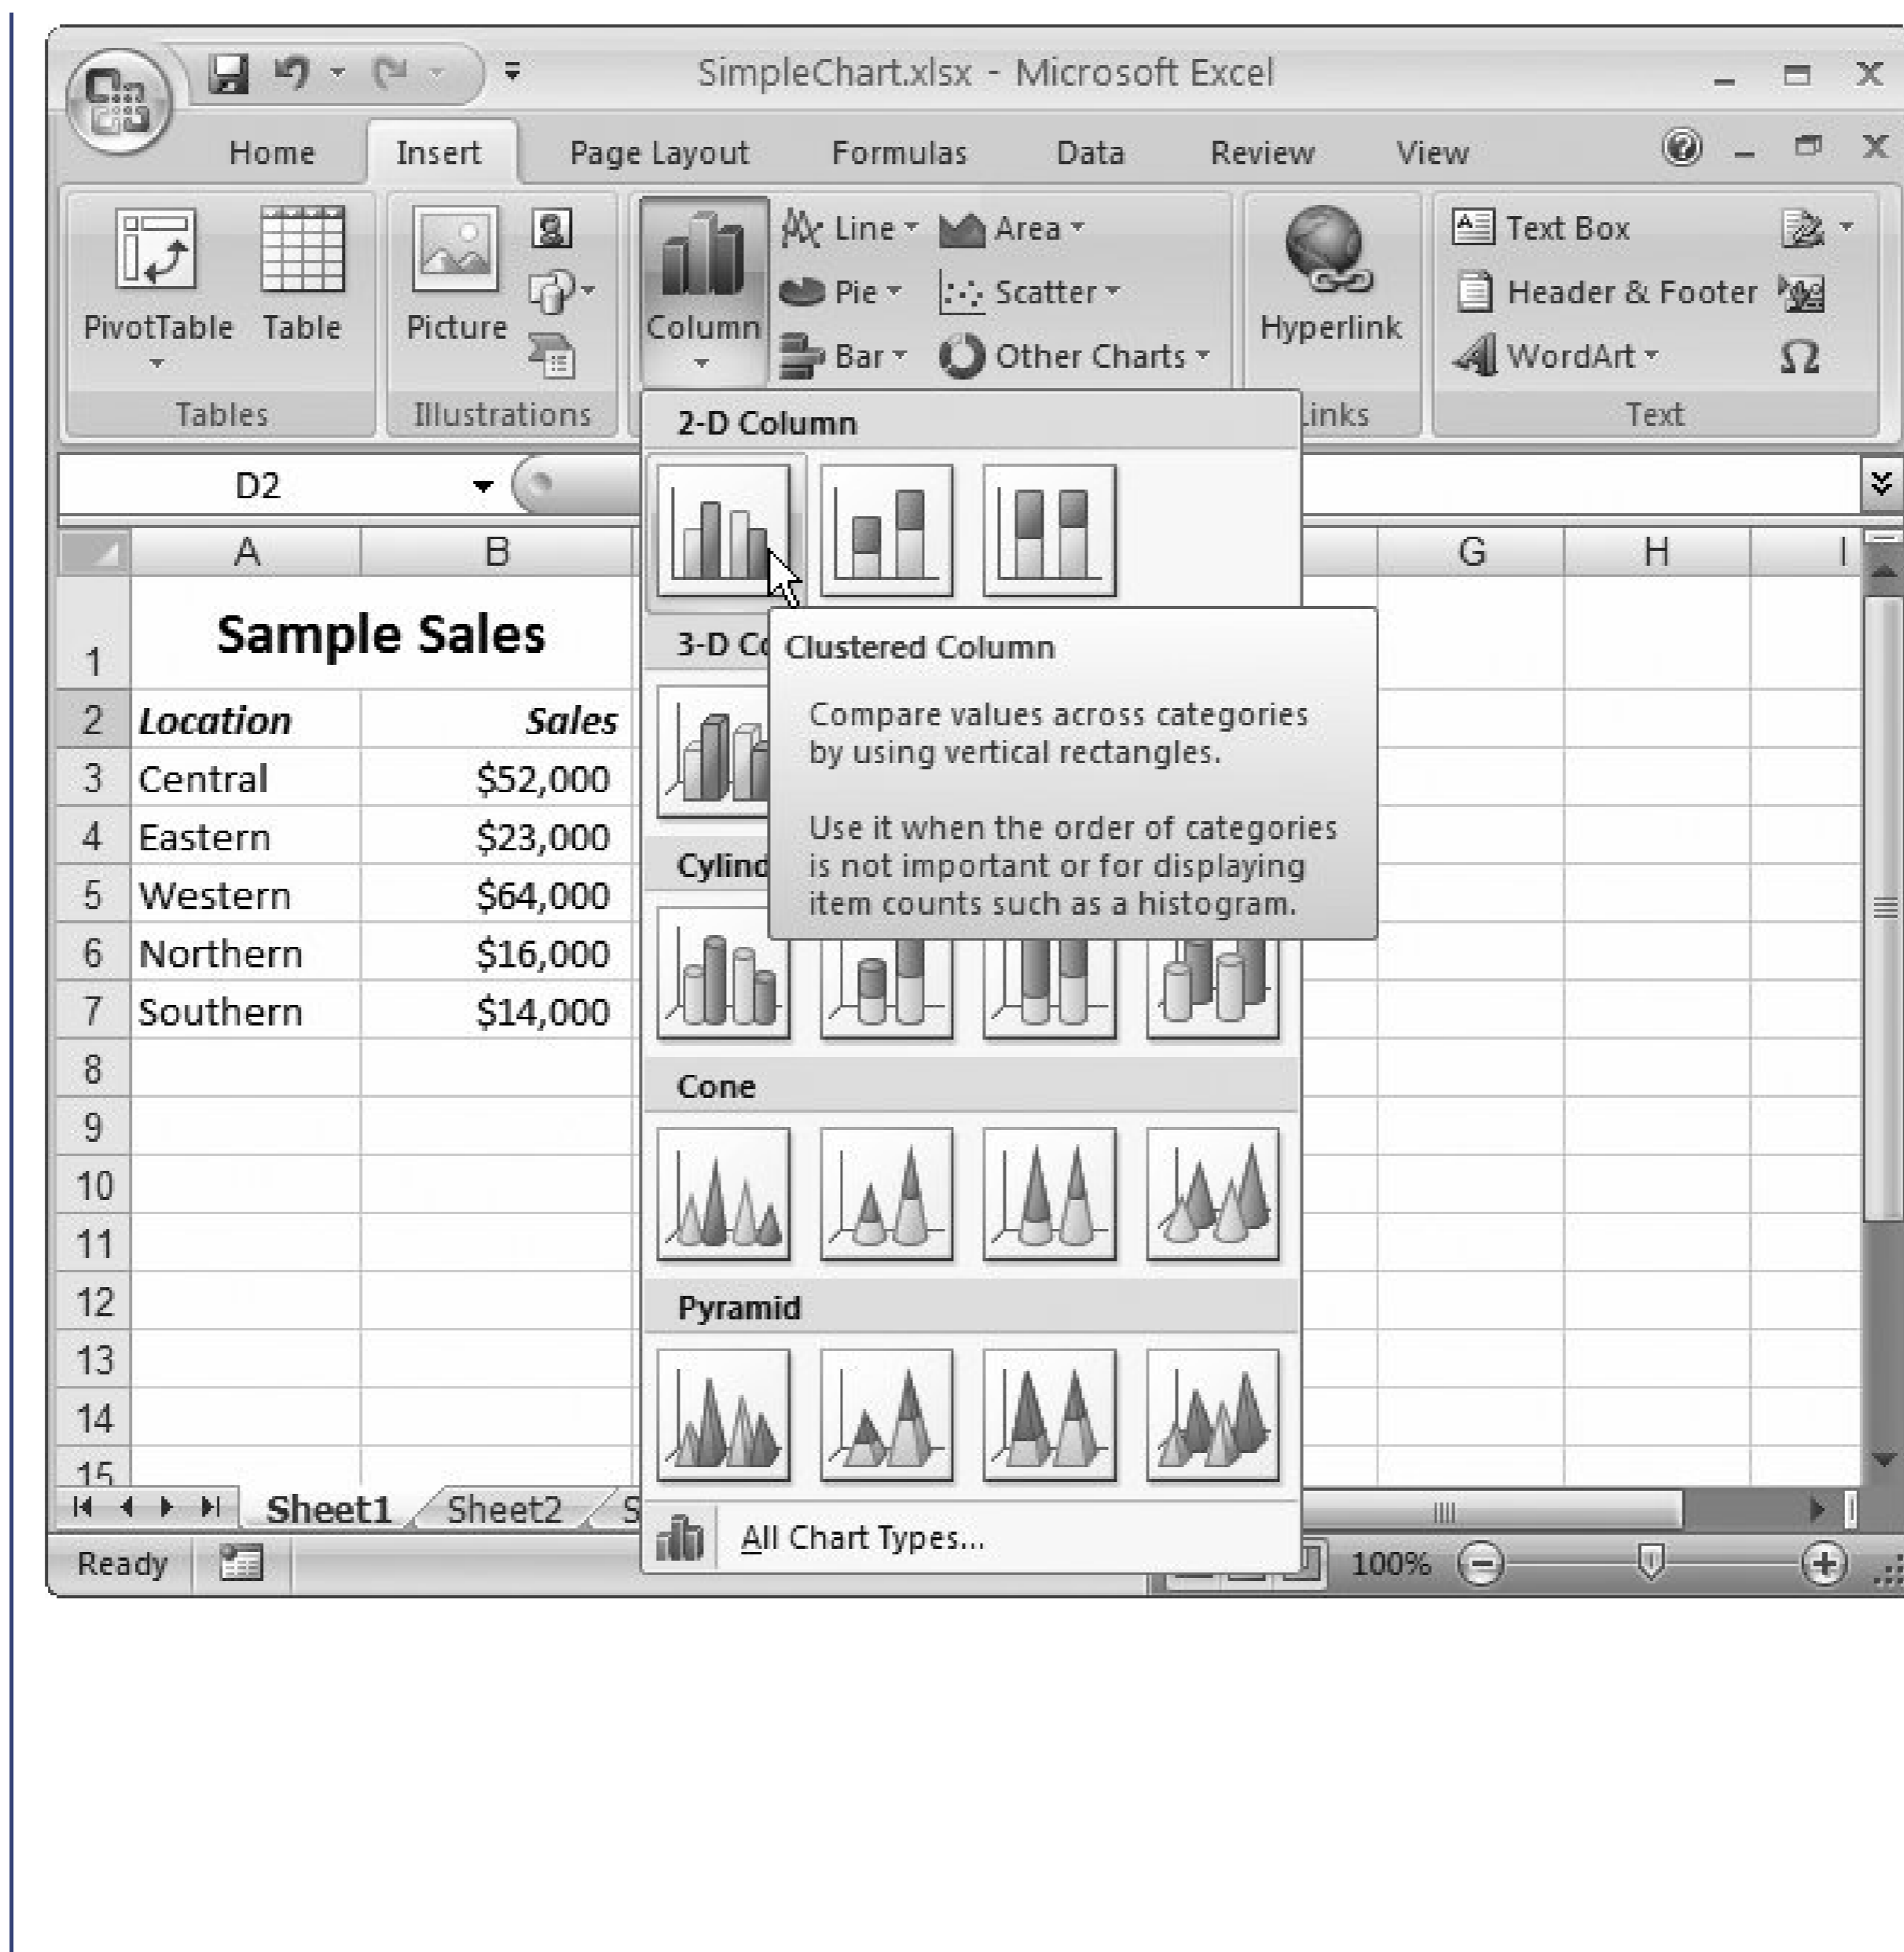 SimpleChart.xlsx - Microsoft Excel
Home Insert Page Layout Formulas Data Review View
PivotTable Table Picture Column Line Area Pie Scatter Bar Other Charts Hyperlink Text Box Header & Footer WordArt Ω
Tables Illustrations Links Text
D2
2-D Column
A B G H I
Clustered Column
Compare values across categories
by using vertical rectangles.
Use it when the order of categories
is not important or for displaying
item counts such as a histogram.
1 Sample Sales
2 Location Sales
3 Central $52,000
4 Eastern $23,000
5 Western $64,000
6 Northern $16,000
7 Southern $14,000
8
9
10
11
12
13
14
15
3-D Co
Cylind
Cone
Pyramid
All Chart Types...
Sheet1 Sheet2 S
Ready 100%